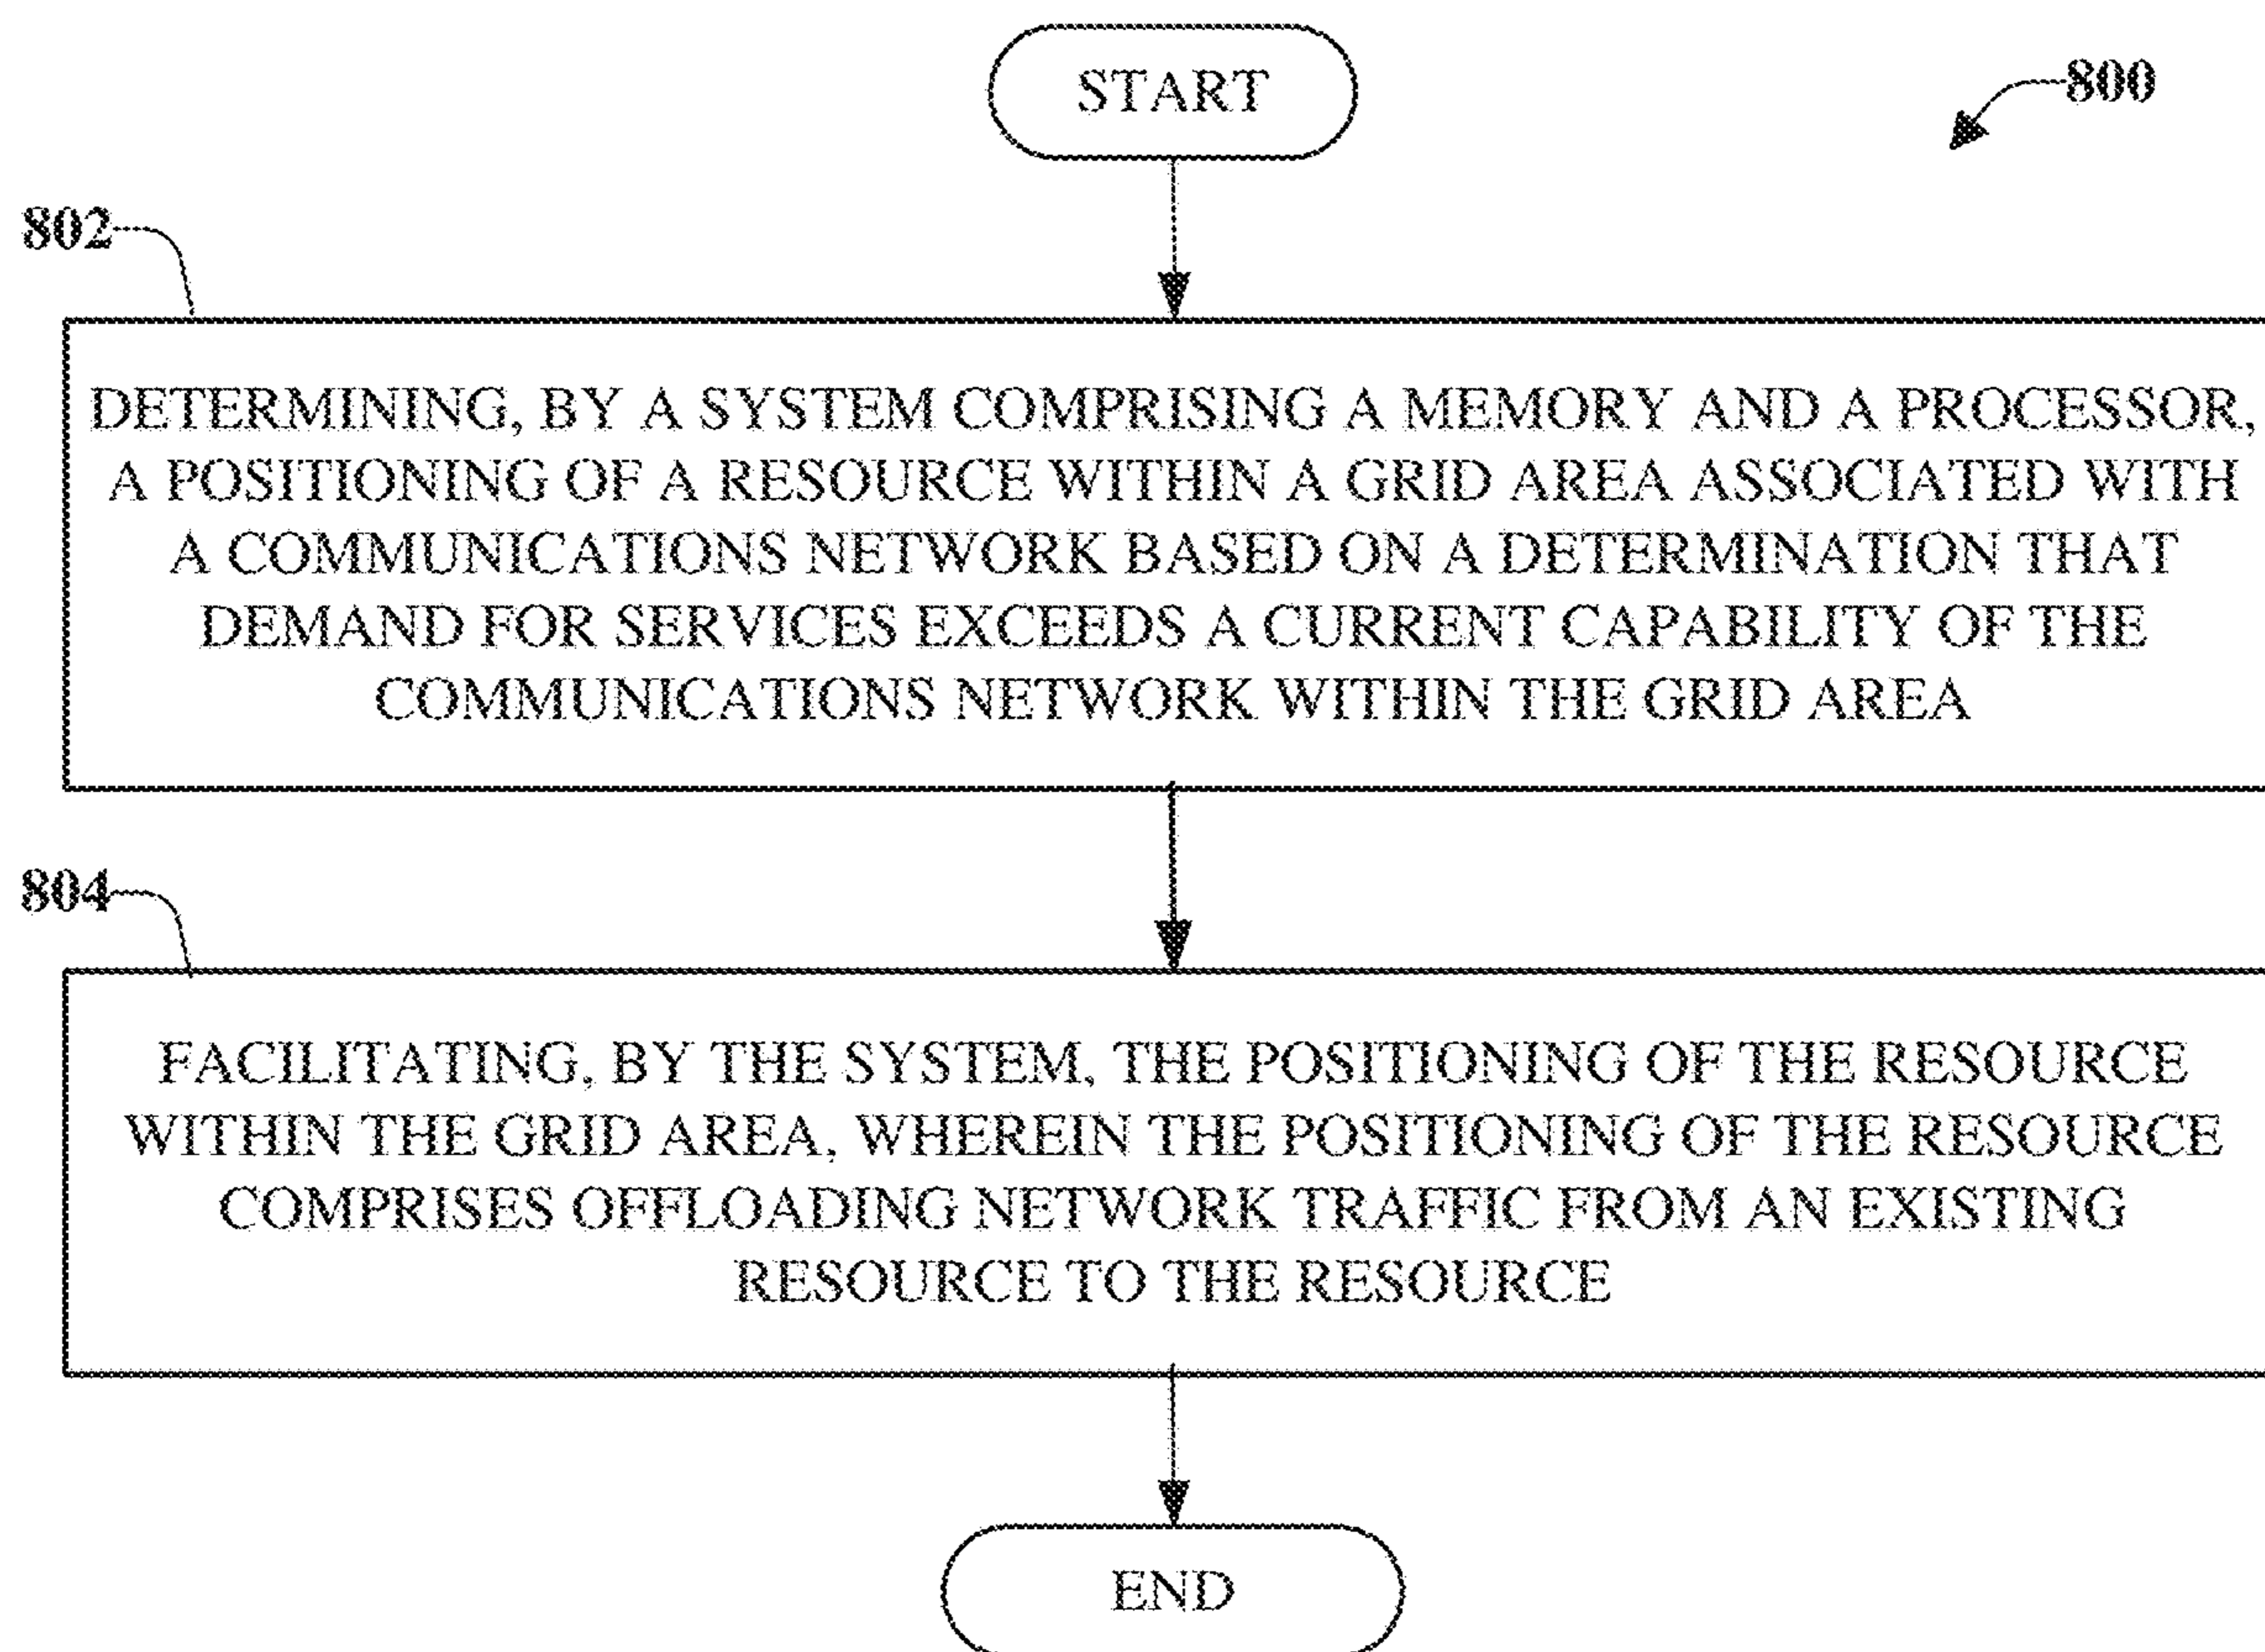 START
800
802
DETERMINING, BY A SYSTEM COMPRISING A MEMORY AND A PROCESSOR,
A POSITIONING OF A RESOURCE WITHIN A GRID AREA ASSOCIATED WITH
A COMMUNICATIONS NETWORK BASED ON A DETERMINATION THAT
DEMAND FOR SERVICES EXCEEDS A CURRENT CAPABILITY OF THE
COMMUNICATIONS NETWORK WITHIN THE GRID AREA
804
FACILITATING, BY THE SYSTEM, THE POSITIONING OF THE RESOURCE
WITHIN THE GRID AREA, WHEREIN THE POSITIONING OF THE RESOURCE
COMPRISES OFFLOADING NETWORK TRAFFIC FROM AN EXISTING
RESOURCE TO THE RESOURCE
END